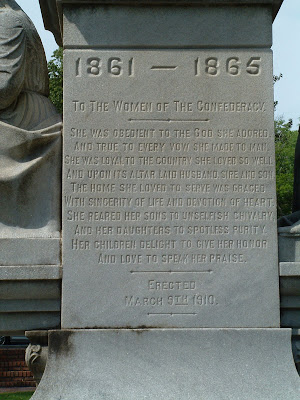 1861 — 1865
To The Women of The Confederacy.
She was obedient to the God she adored,
And true to every vow she made to man.
She was loyal to the country she loved so well,
And upon its altar laid husband, sire and son.
The home she loved to serve was graced
With sincerity of life and devotion of heart.
She reared her sons to unselfish chivalry
And her daughters to spotless purity.
Her children delight to give her honor
And love to speak her praise.
Erected
March 9th 1910.